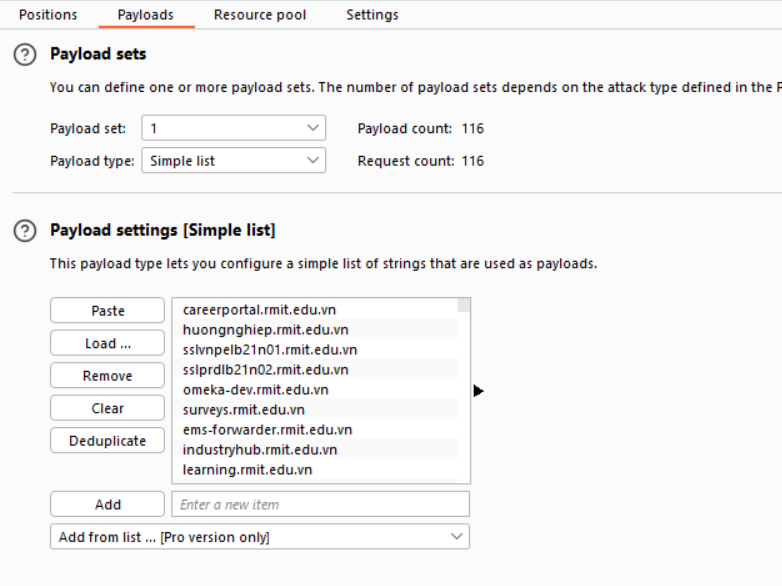 Positions Payloads Resource pool Settings
Payload sets
You can define one or more payload sets. The number of payload sets depends on the attack type defined in the P
Payload set: 1 Payload count: 116
Payload type: Simple list Request count: 116
Payload settings [Simple list]
This payload type lets you configure a simple list of strings that are used as payloads.
Paste
Load ...
Remove
Clear
Deduplicate
careerportal.rmit.edu.vn
huongnghiep.rmit.edu.vn
sslvnpelb21n01.rmit.edu.vn
sslprdlb21n02.rmit.edu.vn
omeka-dev.rmit.edu.vn
surveys.rmit.edu.vn
ems-forwarder.rmit.edu.vn
industryhub.rmit.edu.vn
learning.rmit.edu.vn
Add Enter a new item
Add from list ... [Pro version only]